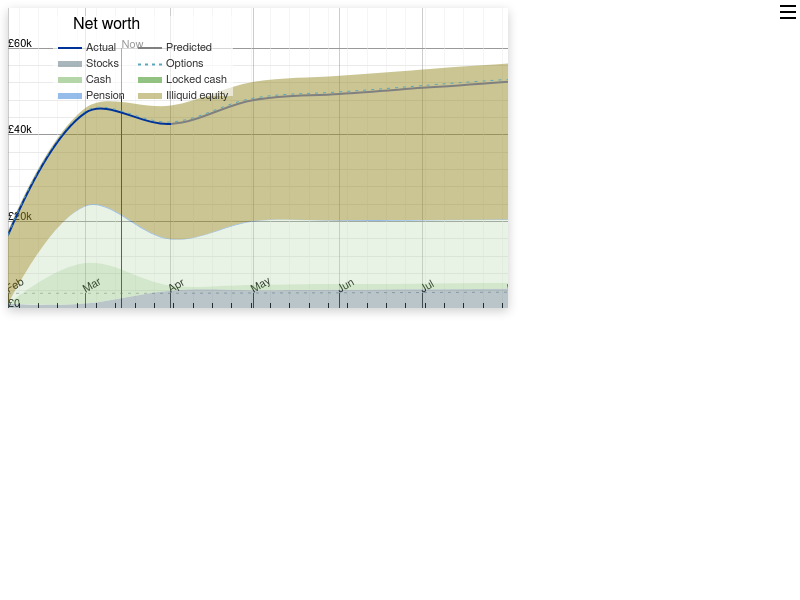 Net worth
Now
Actual
Predicted
Stocks
Options
Cash
Locked cash
Pension
Illiquid equity
£60k
£40k
£20k
£0
Feb
Mar
Apr
May
Jun
Jul